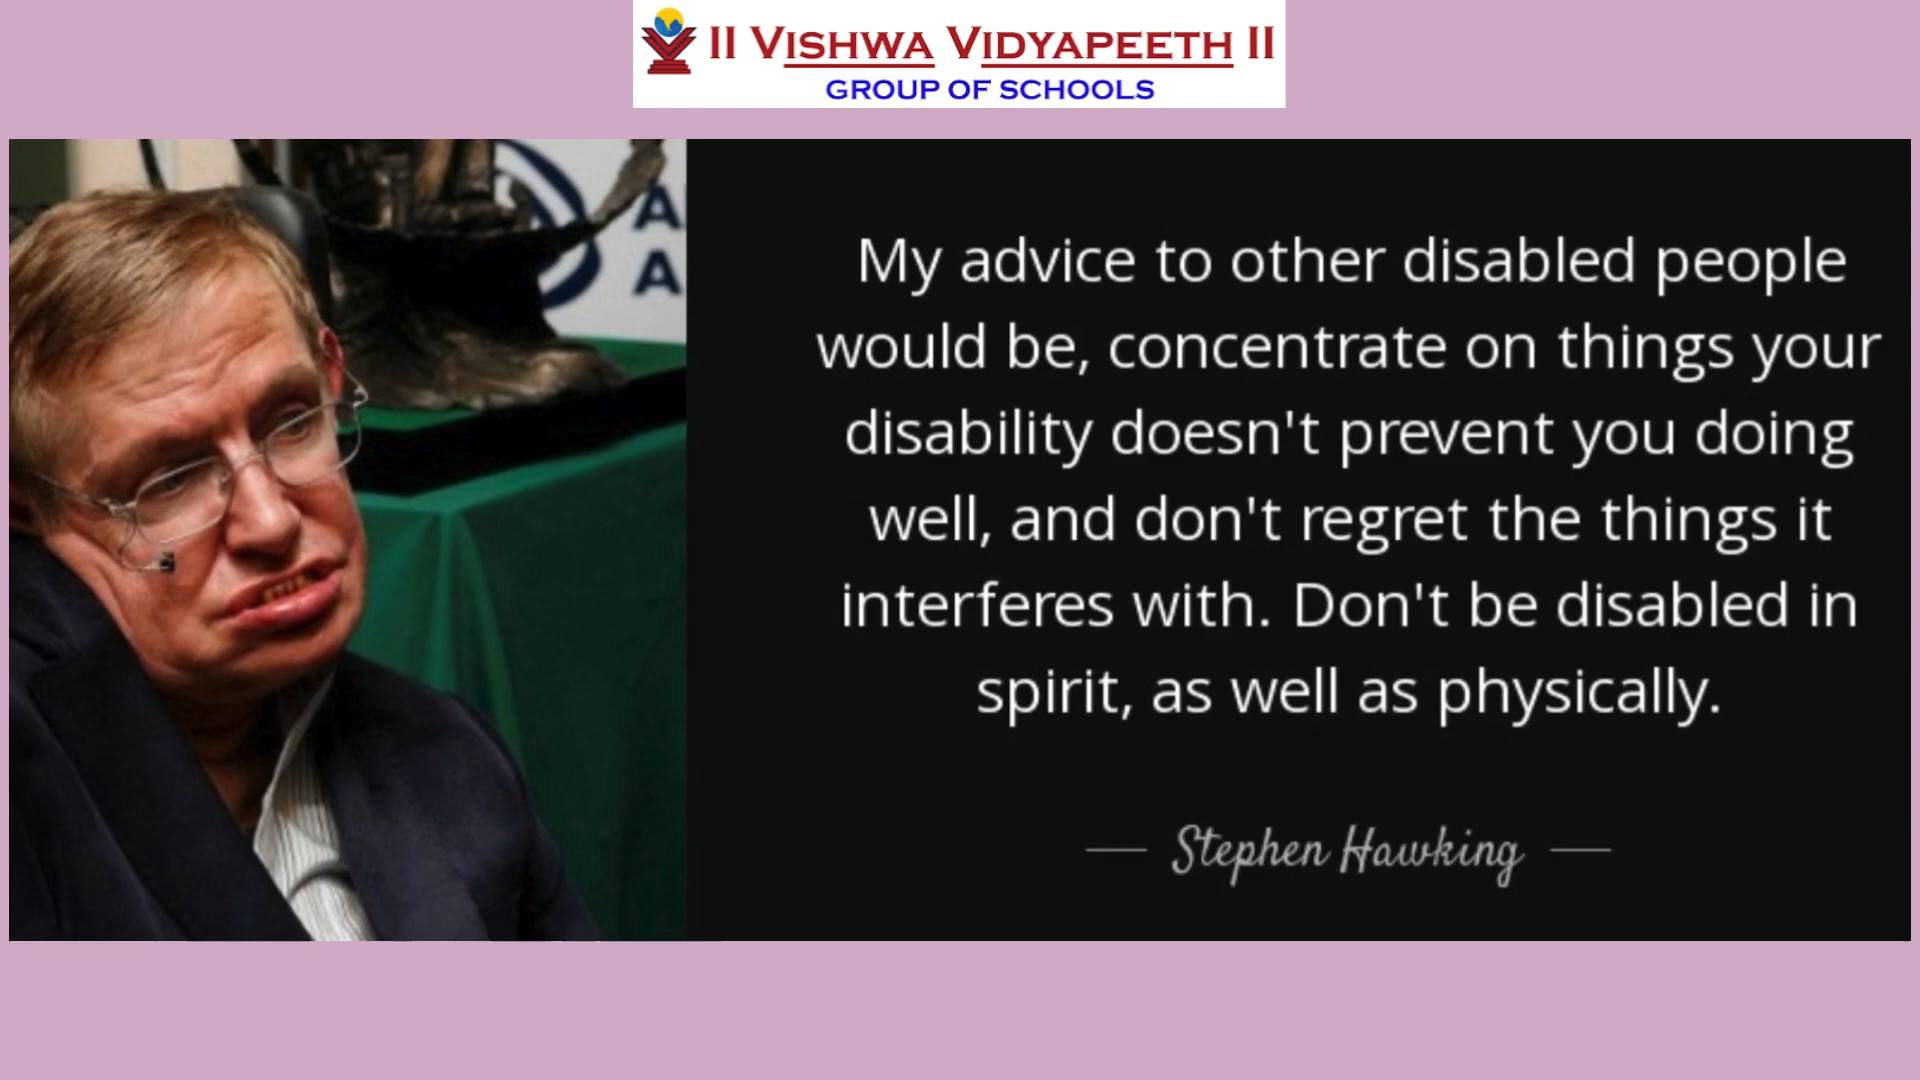 II VISHWA VIDYAPEETH II
GROUP OF SCHOOLS
A
A
My advice to other disabled people
would be, concentrate on things your
disability doesn't prevent you doing
well, and don't regret the things it
interferes with. Don't be disabled in
spirit, as well as physically.
— Stephen Hawking —